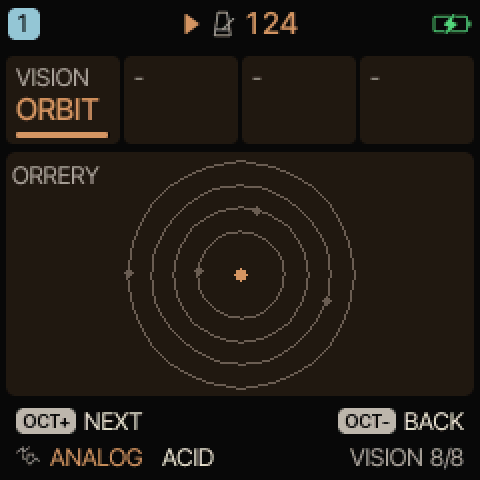 1 124
VISION - - -
ORBIT
ORRERY
OCT+ NEXT OCT- BACK
ANALOG ACID VISION 8/8